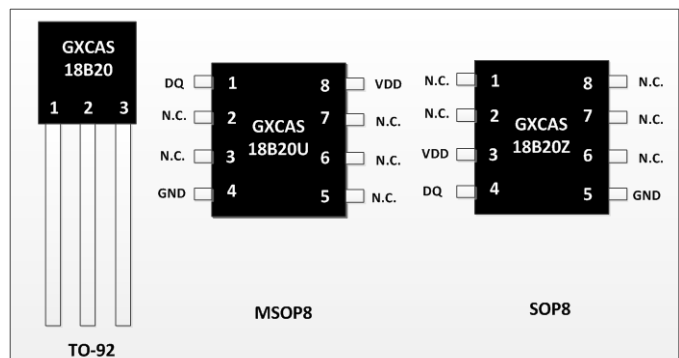 GXCAS
18B20
1 2 3
TO-92
DQ 1 8 VDD
N.C. 2 7 N.C.
GXCAS
18B20U
N.C. 3 6 N.C.
GND 4 5 N.C.
MSOP8
N.C. 1 8 N.C.
N.C. 2 7 N.C.
GXCAS
18B20Z
VDD 3 6 N.C.
DQ 4 5 GND
SOP8